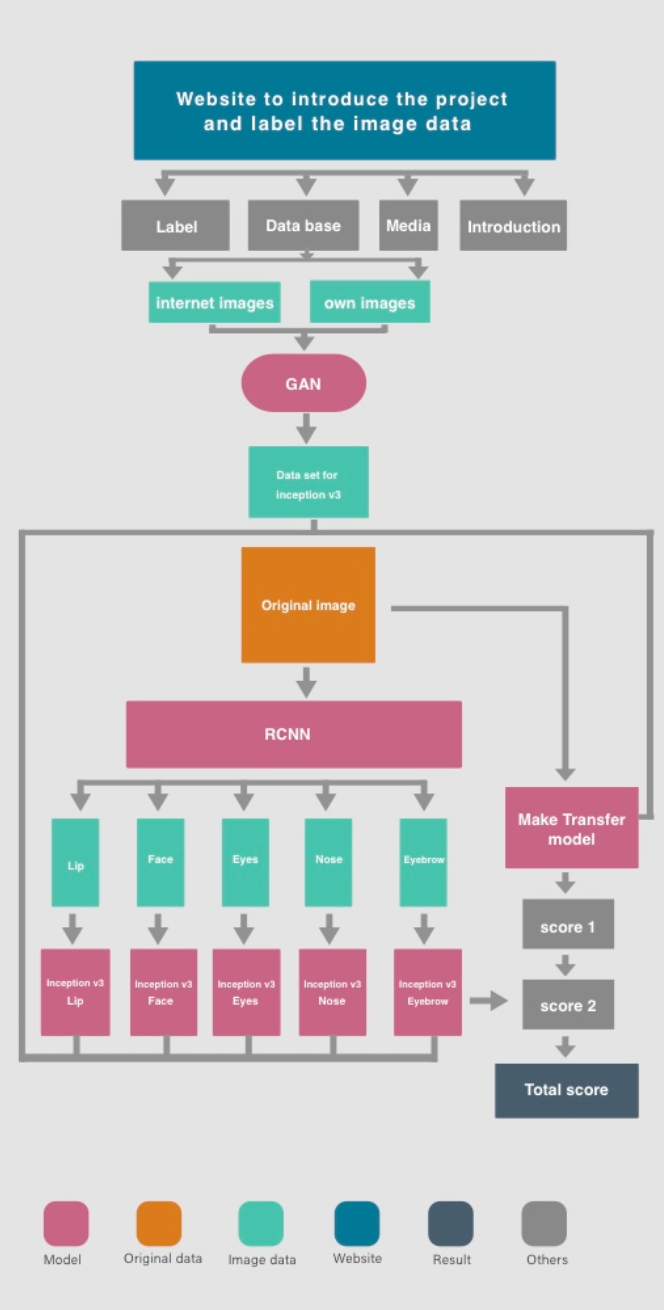 Website to introduce the project
and label the image data
Label
Data base
Media
Introduction
internet images
own images
GAN
Data set for
inception v3
Original image
RCNN
Make Transfer
model
Lip
Face
Eyes
Nose
Eyebrow
score 1
Inception v3
Lip
Inception v3
Face
Inception v3
Eyes
Inception v3
Nose
Inception v3
Eyebrow
score 2
Total score
Model
Original data
Image data
Website
Result
Others